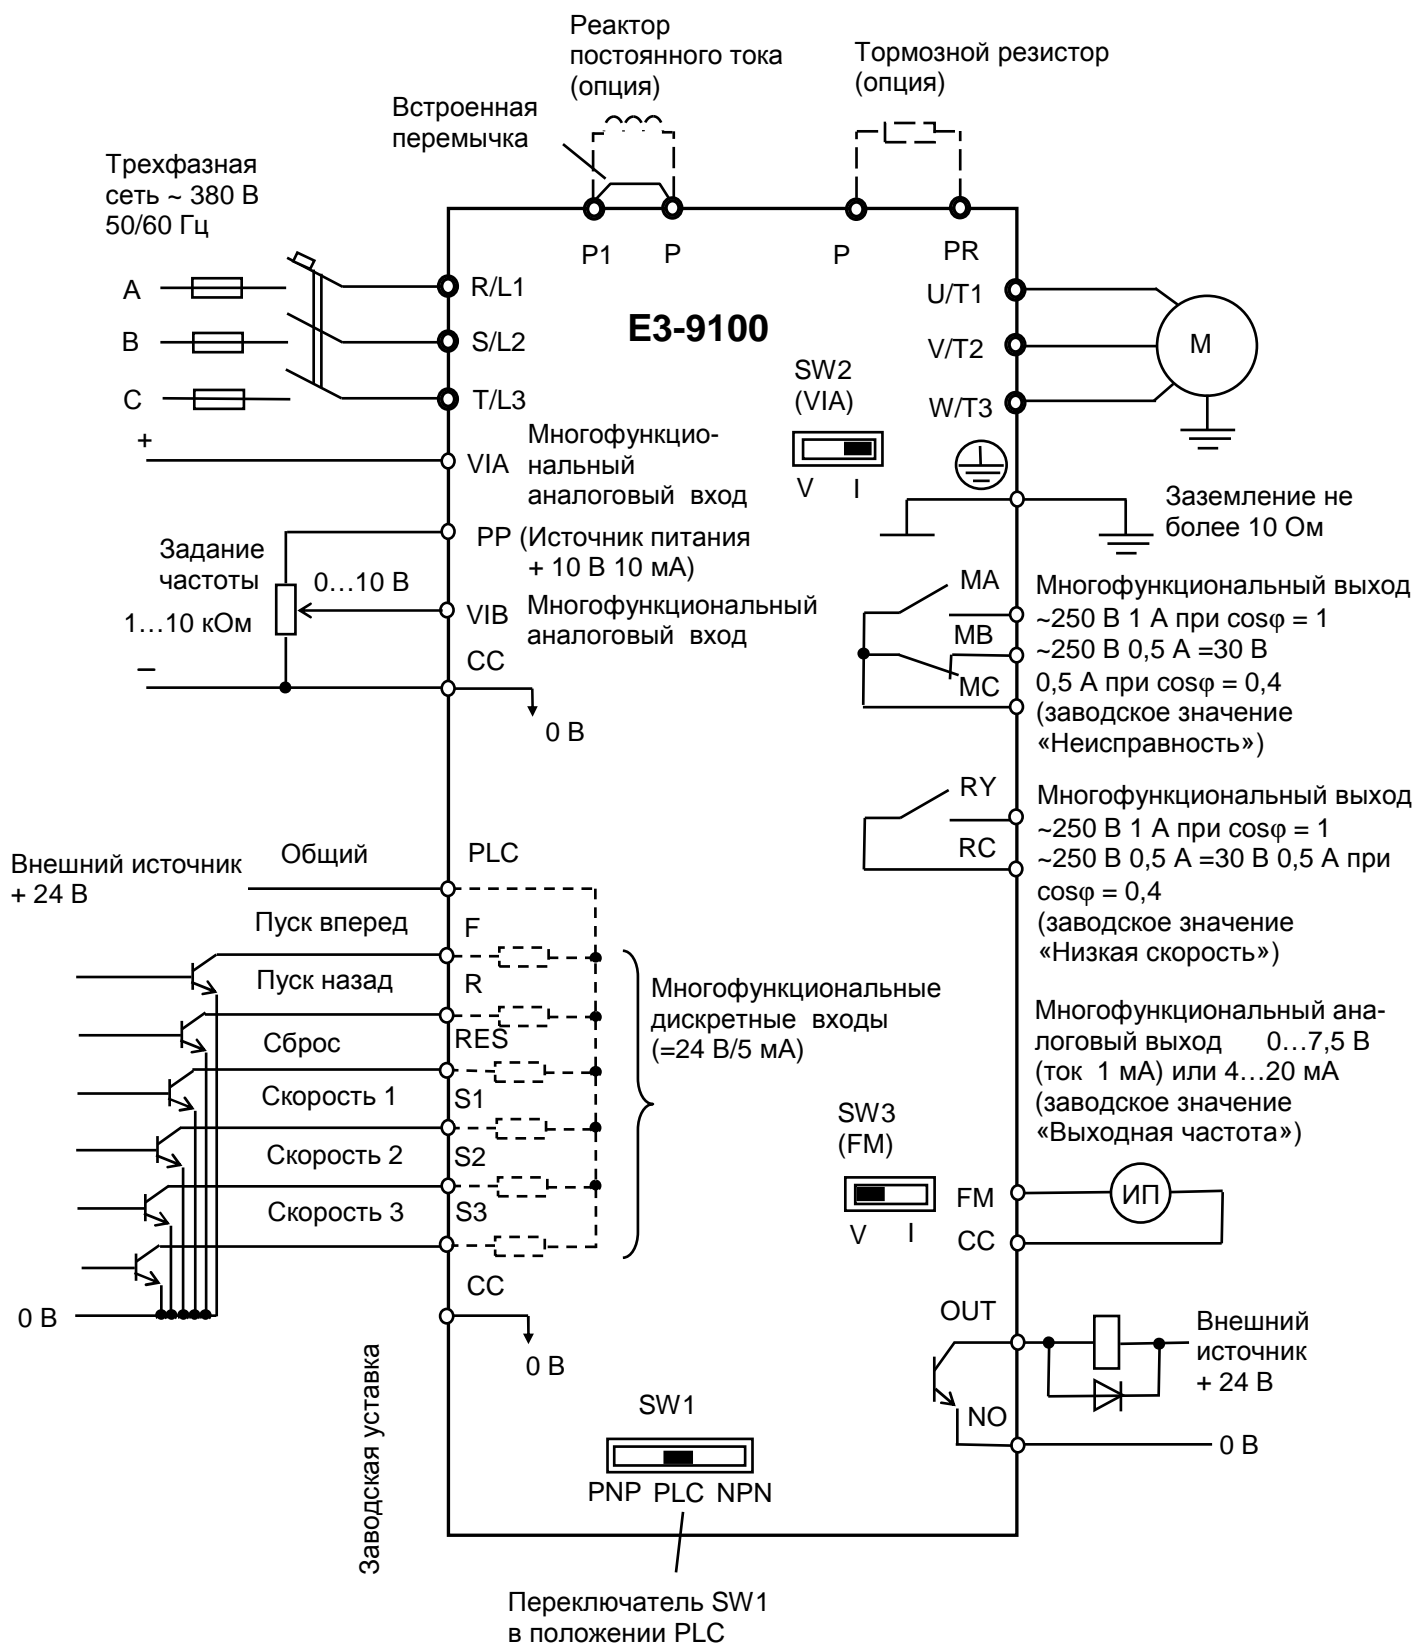 Реактор
постоянного тока
(опция)
Тормозной резистор
(опция)
Встроенная
перемычка
Трехфазная
сеть ~ 380 В
50/60 Гц
P1
P
P
PR
A
R/L1
U/T1
E3-9100
B
S/L2
V/T2
M
SW2
(VIA)
C
T/L3
W/T3
+
VIA
Многофункцио-
нальный
аналоговый вход
V
I
Заземление не
более 10 Ом
PP (Источник питания
+ 10 В 10 мА)
Задание
частоты
0…10 В
1…10 кОм
VIB
Многофункциональный
аналоговый вход
CC
–
0 В
MA
MB
MC
Многофункциональный выход
~250 В 1 А при cosφ = 1
~250 В 0,5 А =30 В
0,5 А при cosφ = 0,4
(заводское значение
«Неисправность»)
RY
RC
Многофункциональный выход
~250 В 1 А при cosφ = 1
~250 В 0,5 А =30 В 0,5 А при
cosφ = 0,4
(заводское значение
«Низкая скорость»)
Внешний источник
+ 24 В
Общий
PLC
Пуск вперед
F
Пуск назад
R
Сброс
RES
Скорость 1
S1
Скорость 2
S2
Скорость 3
S3
CC
0 В
0 В
Многофункциональные
дискретные входы
(=24 В/5 мА)
Многофункциональный ана-
логовый выход 0…7,5 В
(ток 1 мА) или 4…20 мА
(заводское значение
«Выходная частота»)
SW3
(FM)
V
I
FM
ИП
CC
OUT
NO
Внешний
источник
+ 24 В
0 В
Заводская уставка
SW1
PNP PLC NPN
Переключатель SW1
в положении PLC